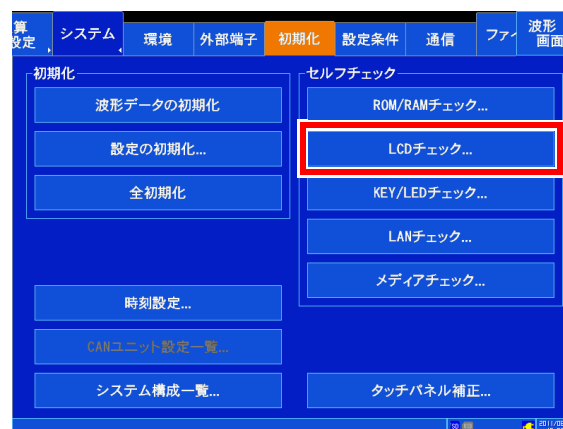 算
設定
システム
環境
外部端子
初期化
設定条件
通信
ファイ
波形
画面
初期化
波形データの初期化
設定の初期化...
全初期化
セルフチェック
ROM/RAMチェック...
LCDチェック...
KEY/LEDチェック...
LANチェック...
メディアチェック...
時刻設定...
CANユニット設定一覧...
システム構成一覧...
タッチパネル補正...
SD